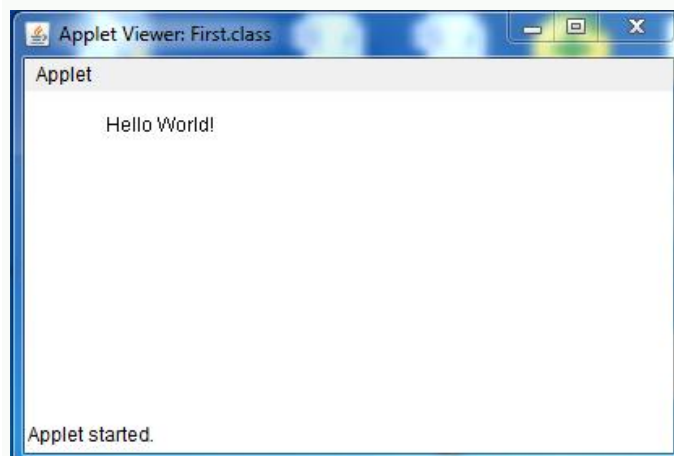 Applet Viewer: First.class
Applet
Hello World!
Applet started.